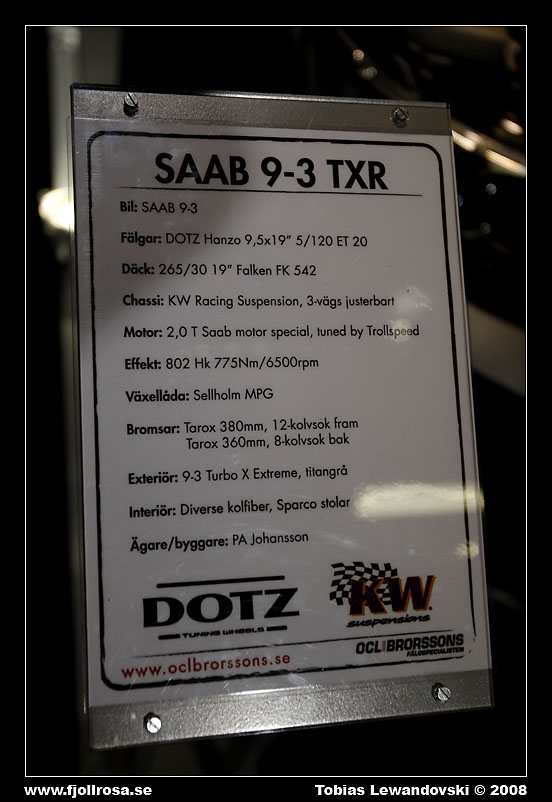 SAAB 9-3 TXR
Bil: SAAB 9-3
Fälgar: DOTZ Hanzo 9,5x19" 5/120 ET 20
Däck: 265/30 19" Falken FK 542
Chassi: KW Racing Suspension, 3-vägs justerbart
Motor: 2,0 T Saab motor special, tuned by Trollspeed
Effekt: 802 Hk 775Nm/6500rpm
Växellåda: Sellholm MPG
Bromsar: Tarox 380mm, 12-kolvsok fram
Tarox 360mm, 8-kolvsok bak
Exteriör: 9-3 Turbo X Extreme, titangrå
Interiör: Diverse kolfiber, Sparco stolar
Ägare/byggare: PA Johansson
DOTZ
TUNING WHEELS
KW
suspensions
OCL BRORSSONS
FÄLGSPECIALISTEN
www.oclbrorssons.se
www.fjollrosa.se
Tobias Lewandovski © 2008